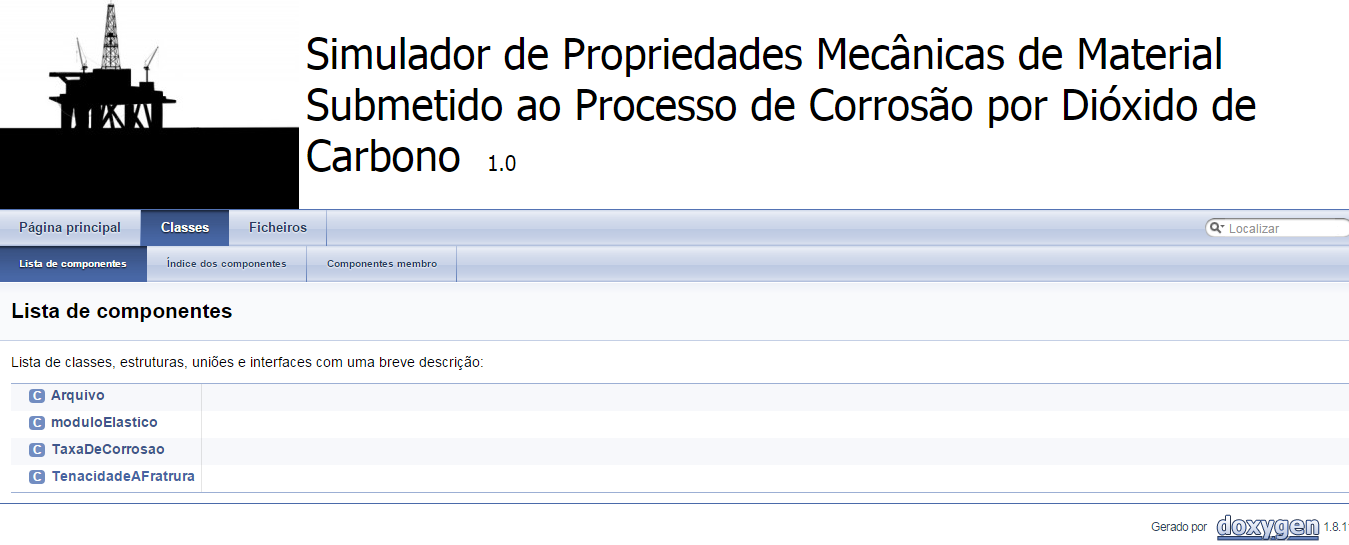 Simulador de Propriedades Mecânicas de Material
Submetido ao Processo de Corrosão por Dióxido de
Carbono 1.0
Página principal Classes Ficheiros Localizar
Lista de componentes Índice dos componentes Componentes membro
Lista de componentes
Lista de classes, estruturas, uniões e interfaces com uma breve descrição:
C Arquivo
C moduloElastico
C TaxaDeCorrosao
C TenacidadeAFratrura
Gerado por doxygen 1.8.1